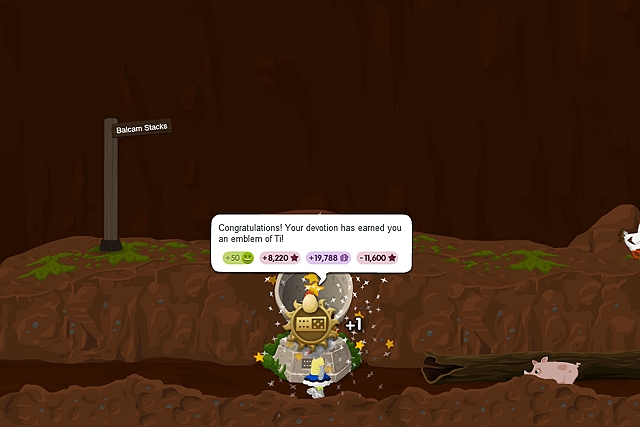 Balcam Stacks
Congratulations! Your devotion has earned you
an emblem of Ti!
+50 +8,220 +19,788 -11,600
+1